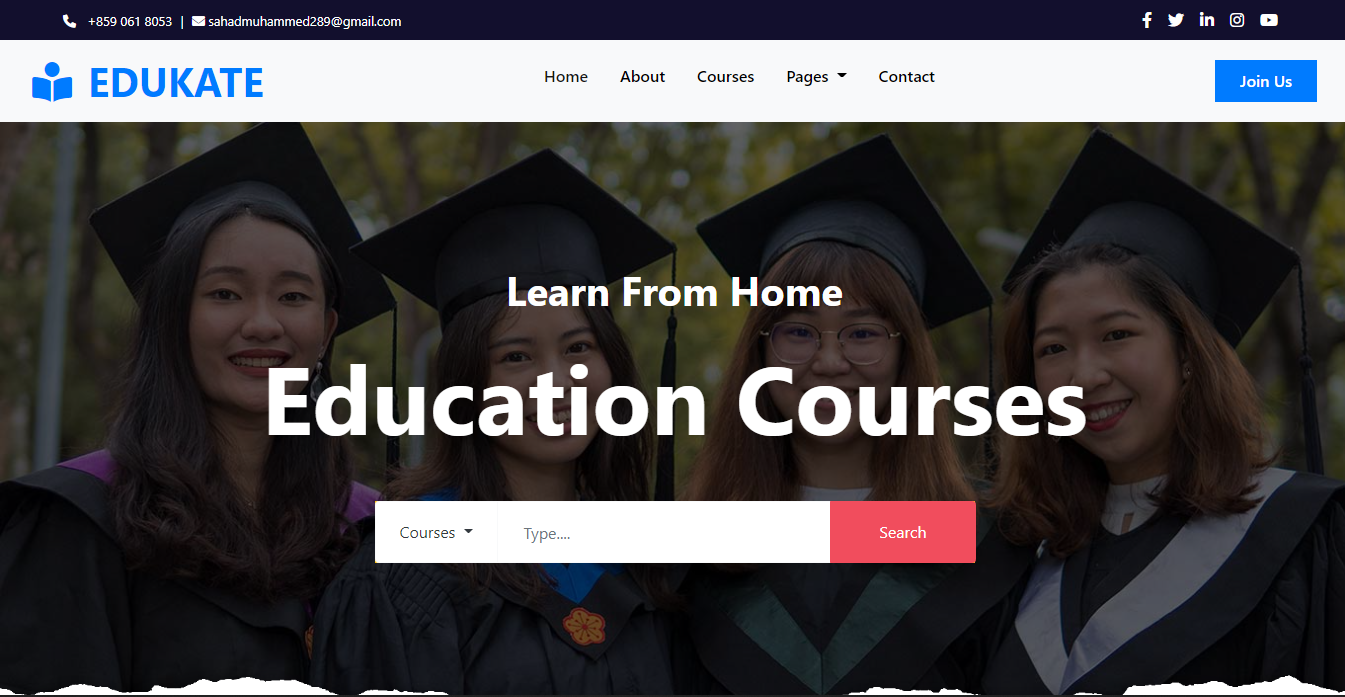 +859 061 8053 | sahadmuhammed289@gmail.com
EDUKATE
Home About Courses Pages Contact
Join Us
Learn From Home
Education Courses
Courses Type.... Search